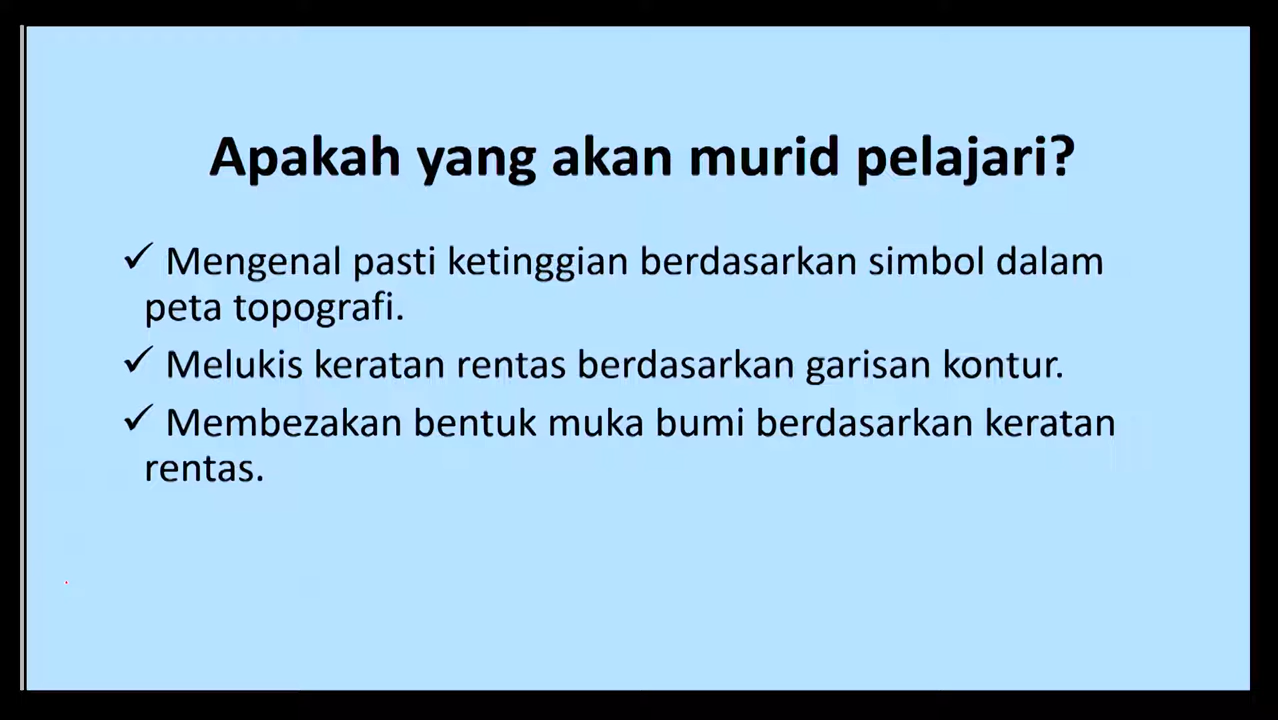 Apakah yang akan murid pelajari?
✓ Mengenal pasti ketinggian berdasarkan simbol dalam
peta topografi.
✓ Melukis keratan rentas berdasarkan garisan kontur.
✓ Membezakan bentuk muka bumi berdasarkan keratan
rentas.